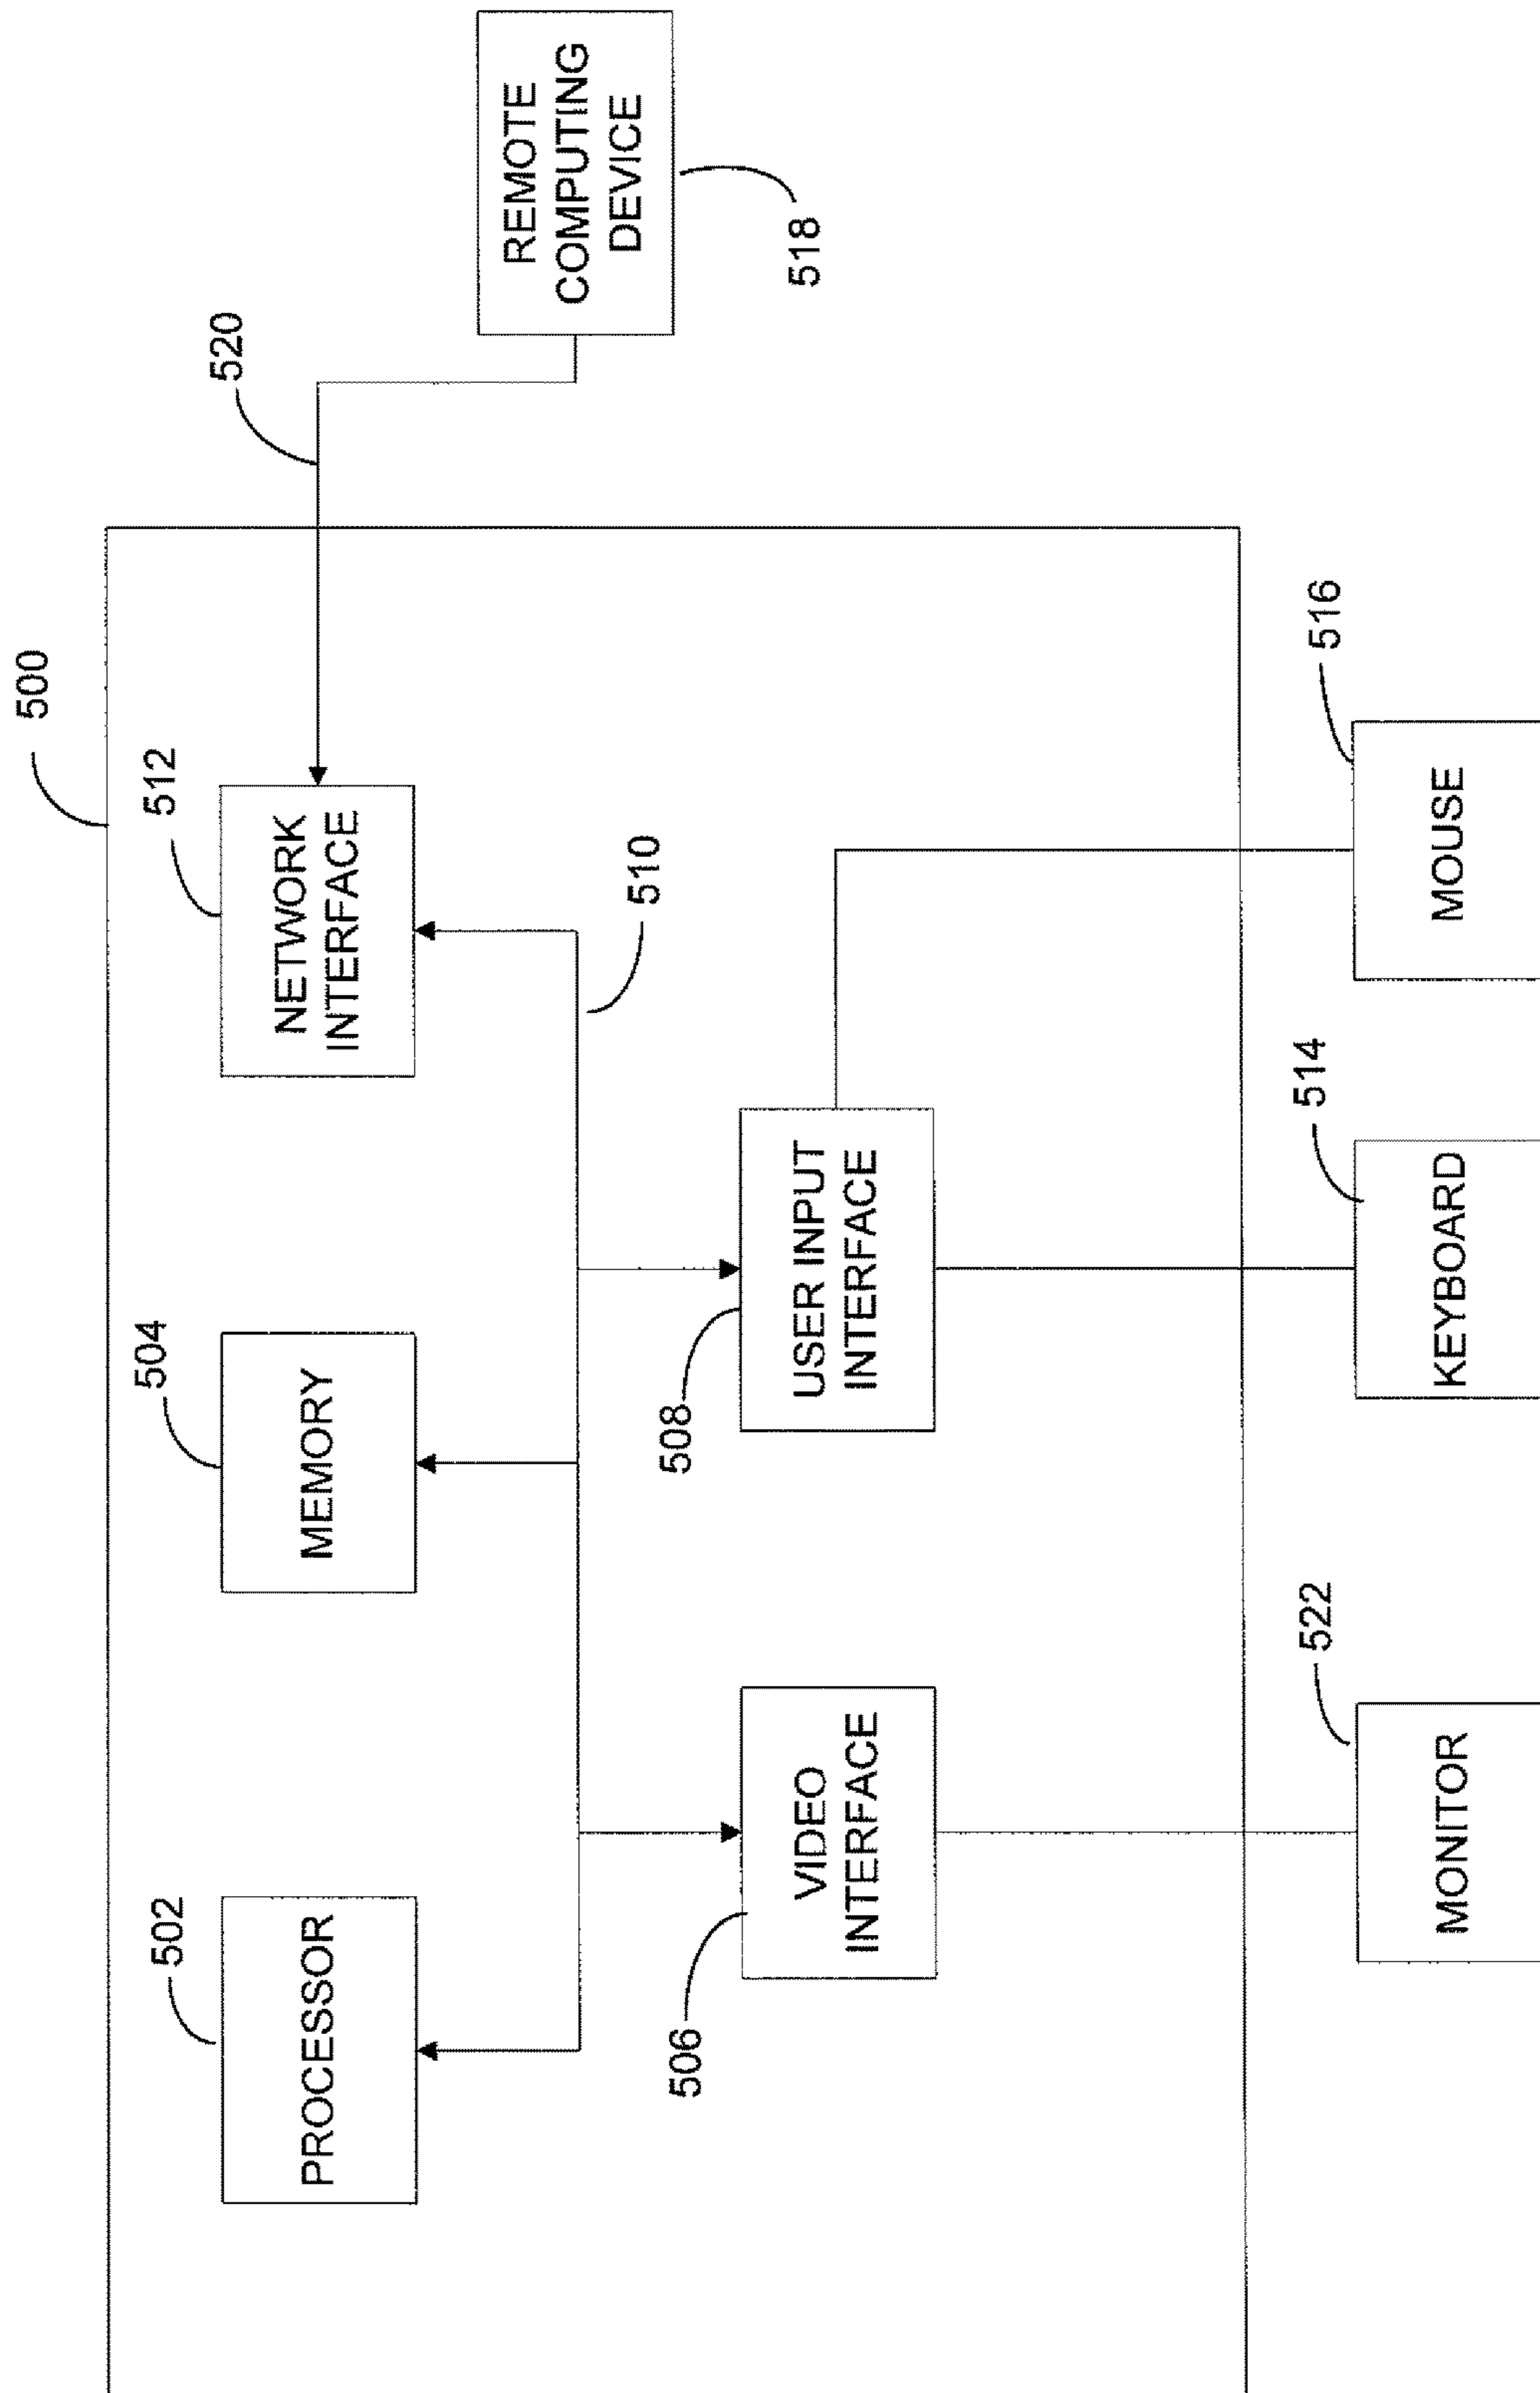 500
502
PROCESSOR
504
MEMORY
512
NETWORK
INTERFACE
520
REMOTE
COMPUTING
DEVICE
518
510
506
VIDEO
INTERFACE
508
USER INPUT
INTERFACE
522
MONITOR
514
KEYBOARD
516
MOUSE